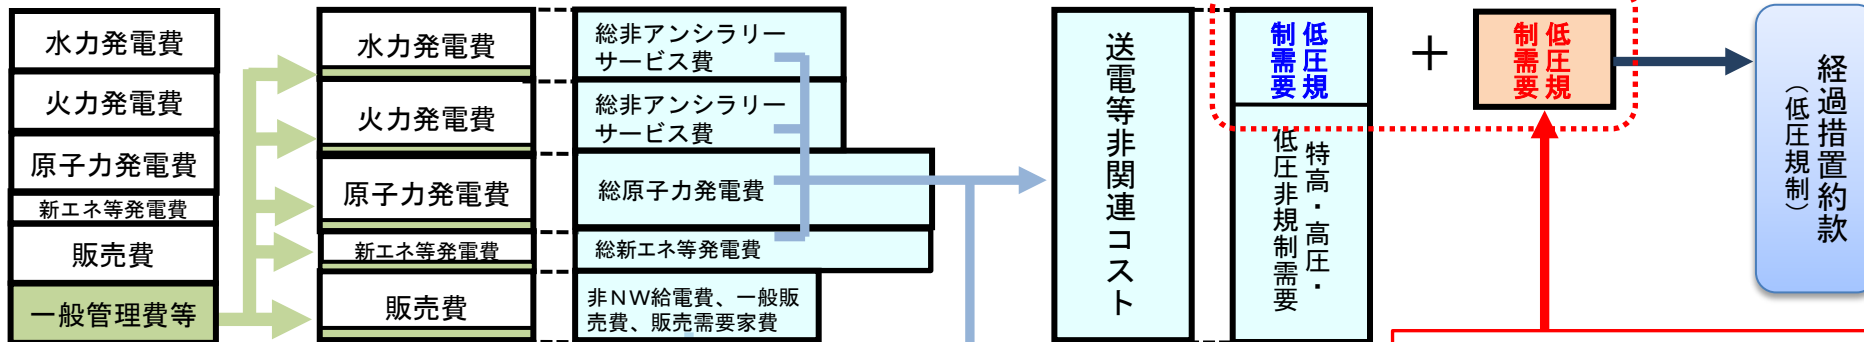 水力発電費
火力発電費
原子力発電費
新エネ等発電費
販売費
一般管理費等
水力発電費
火力発電費
原子力発電費
新エネ等発電費
販売費
総非アンシラリー
サービス費
総非アンシラリー
サービス費
総原子力発電費
総新エネ等発電費
非NW給電費、一般販
売費、販売需要家費
送電等非関連コスト
低圧規
制需要
特高・高圧・
低圧非規制需要
＋
低圧規
制需要
経過措置約款
（低圧規制）